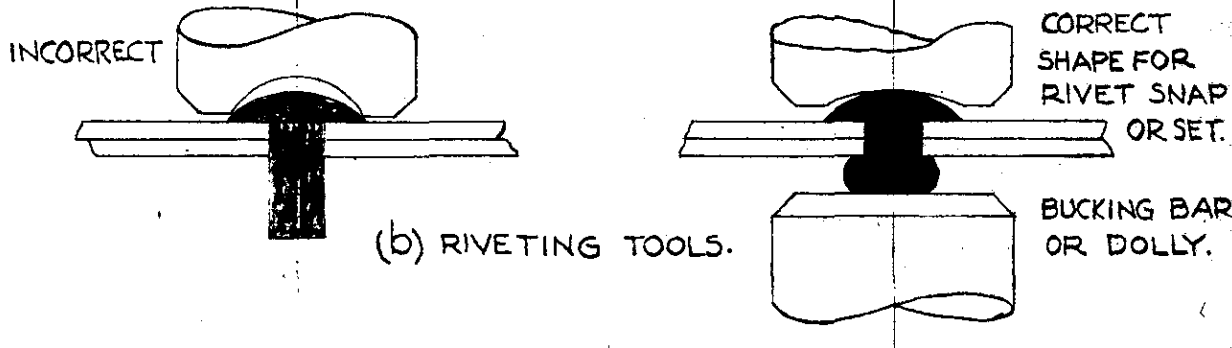 INCORRECT
CORRECT
SHAPE FOR
RIVET SNAP
OR SET.
(b) RIVETING TOOLS.
BUCKING BAR
OR DOLLY.